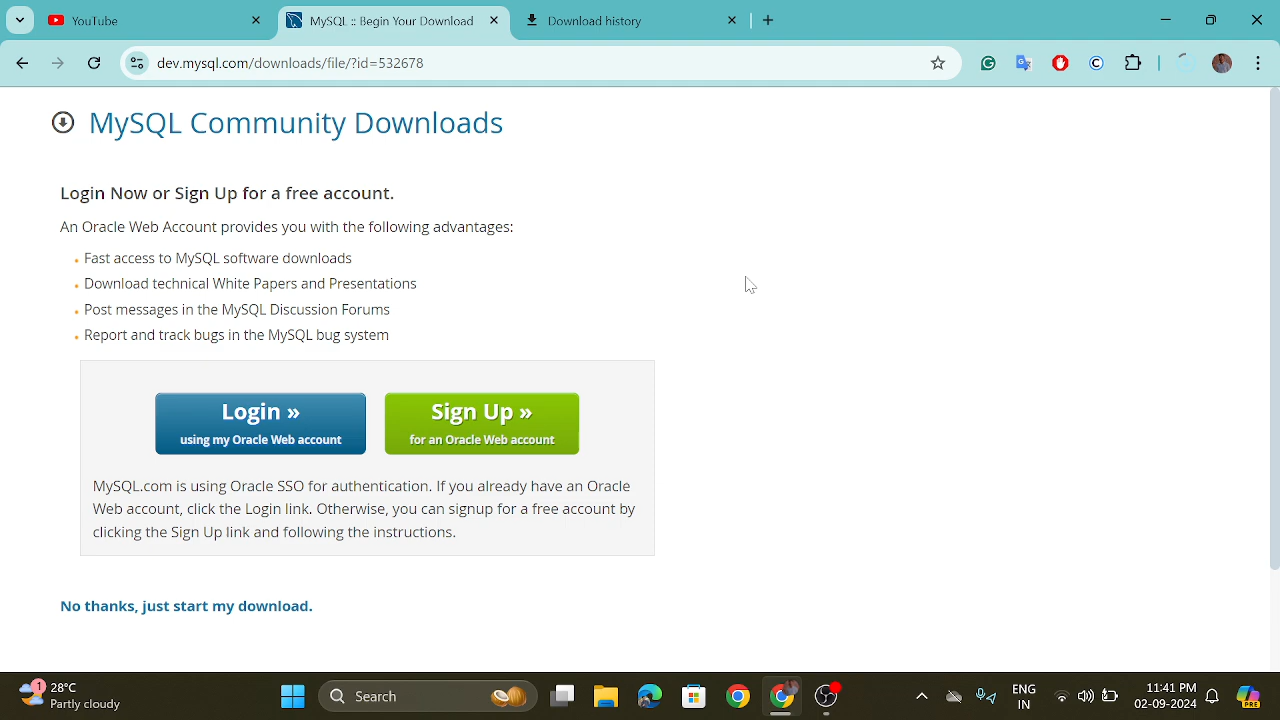 YouTube
MySQL :: Begin Your Download
Download history
dev.mysql.com/downloads/file/?id=532678
MySQL Community Downloads
Login Now or Sign Up for a free account.
An Oracle Web Account provides you with the following advantages:
Fast access to MySQL software downloads
Download technical White Papers and Presentations
Post messages in the MySQL Discussion Forums
Report and track bugs in the MySQL bug system
Login »
using my Oracle Web account
Sign Up »
for an Oracle Web account
MySQL.com is using Oracle SSO for authentication. If you already have an Oracle
Web account, click the Login link. Otherwise, you can signup for a free account by
clicking the Sign Up link and following the instructions.
No thanks, just start my download.
1
28°C
Partly cloudy
Search
ENG
IN
11:41 PM
02-09-2024
PRE